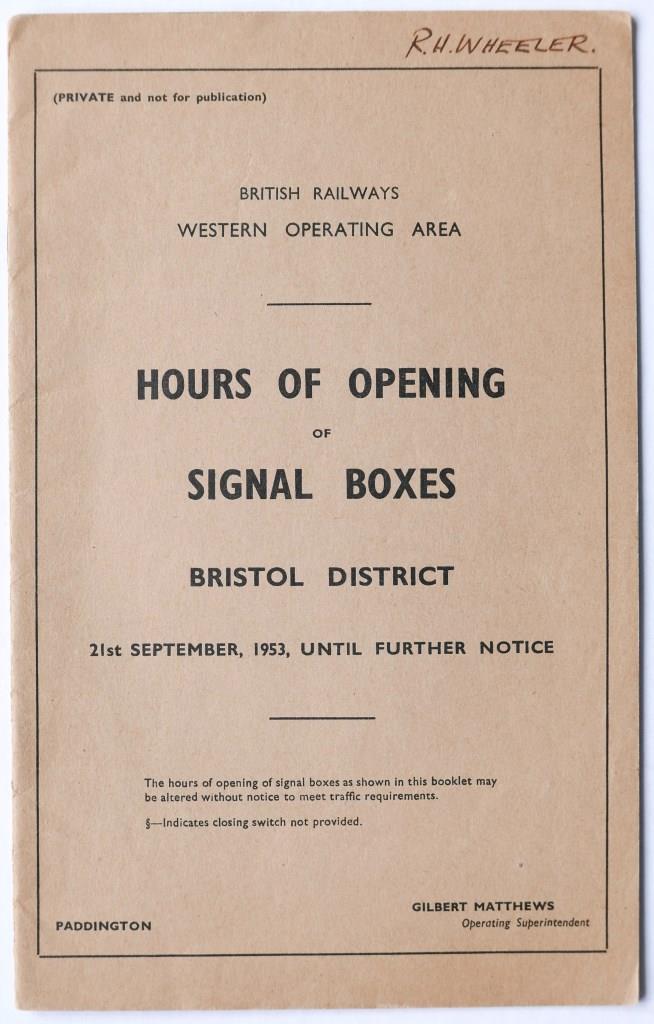 R.H. WHEELER.
(PRIVATE and not for publication)
BRITISH RAILWAYS
WESTERN OPERATING AREA
HOURS OF OPENING
OF
SIGNAL BOXES
BRISTOL DISTRICT
21st SEPTEMBER, 1953, UNTIL FURTHER NOTICE
The hours of opening of signal boxes as shown in this booklet may
be altered without notice to meet traffic requirements.
§—Indicates closing switch not provided.
GILBERT MATTHEWS
PADDINGTON Operating Superintendent